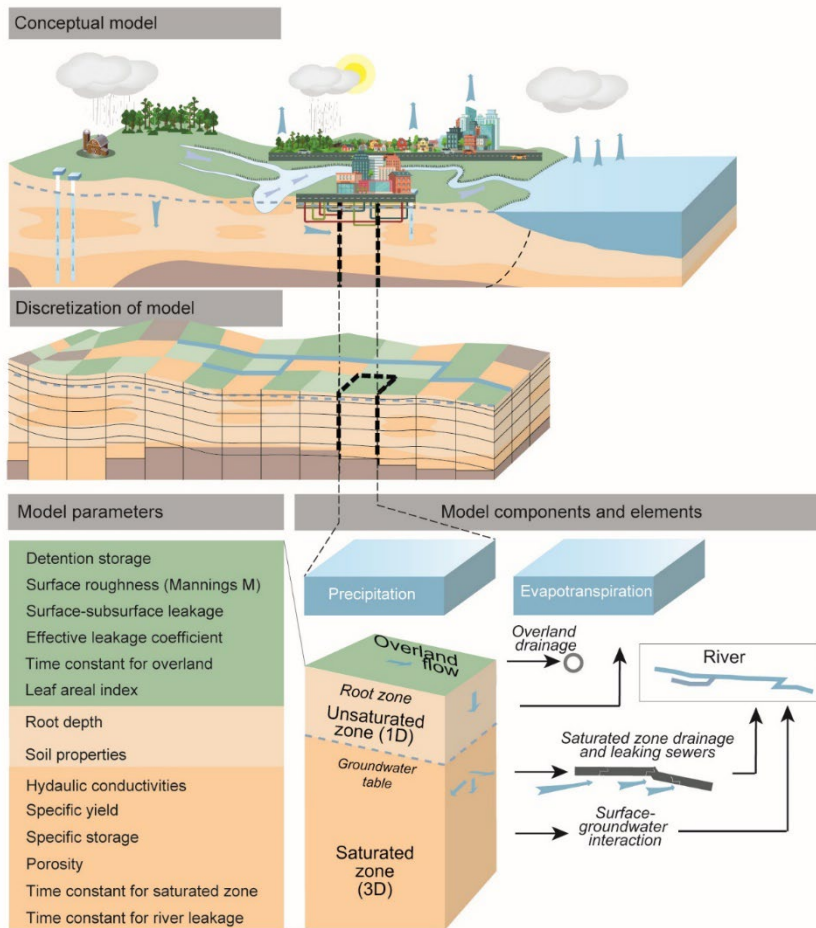 Conceptual model
Discretization of model
Model parameters
Model components and elements
Detention storage
Surface roughness (Mannings M)
Surface-subsurface leakage
Effective leakage coefficient
Time constant for overland
Leaf areal index
Root depth
Soil properties
Hydaulic conductivities
Specific yield
Specific storage
Porosity
Time constant for saturated zone
Time constant for river leakage
Precipitation
Evapotranspiration
Overland
flow
Root zone
Unsaturated
zone (1D)
Groundwater
table
Saturated
zone
(3D)
Overland
drainage
River
Saturated zone drainage
and leaking sewers
Surface-
groundwater
interaction